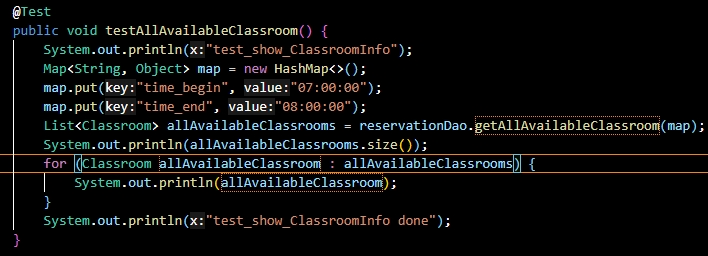 @Test
public void testAllAvailableClassroom() {
    System.out.println(x:"test_show_ClassroomInfo");
    Map<String, Object> map = new HashMap<>();
    map.put(key:"time_begin", value:"07:00:00");
    map.put(key:"time_end", value:"08:00:00");
    List<Classroom> allAvailableClassrooms = reservationDao.getAllAvailableClassroom(map);
    System.out.println(allAvailableClassrooms.size());
    for (Classroom allAvailableClassroom : allAvailableClassrooms) {
        System.out.println(allAvailableClassroom);
    }
    System.out.println(x:"test_show_ClassroomInfo done");
}